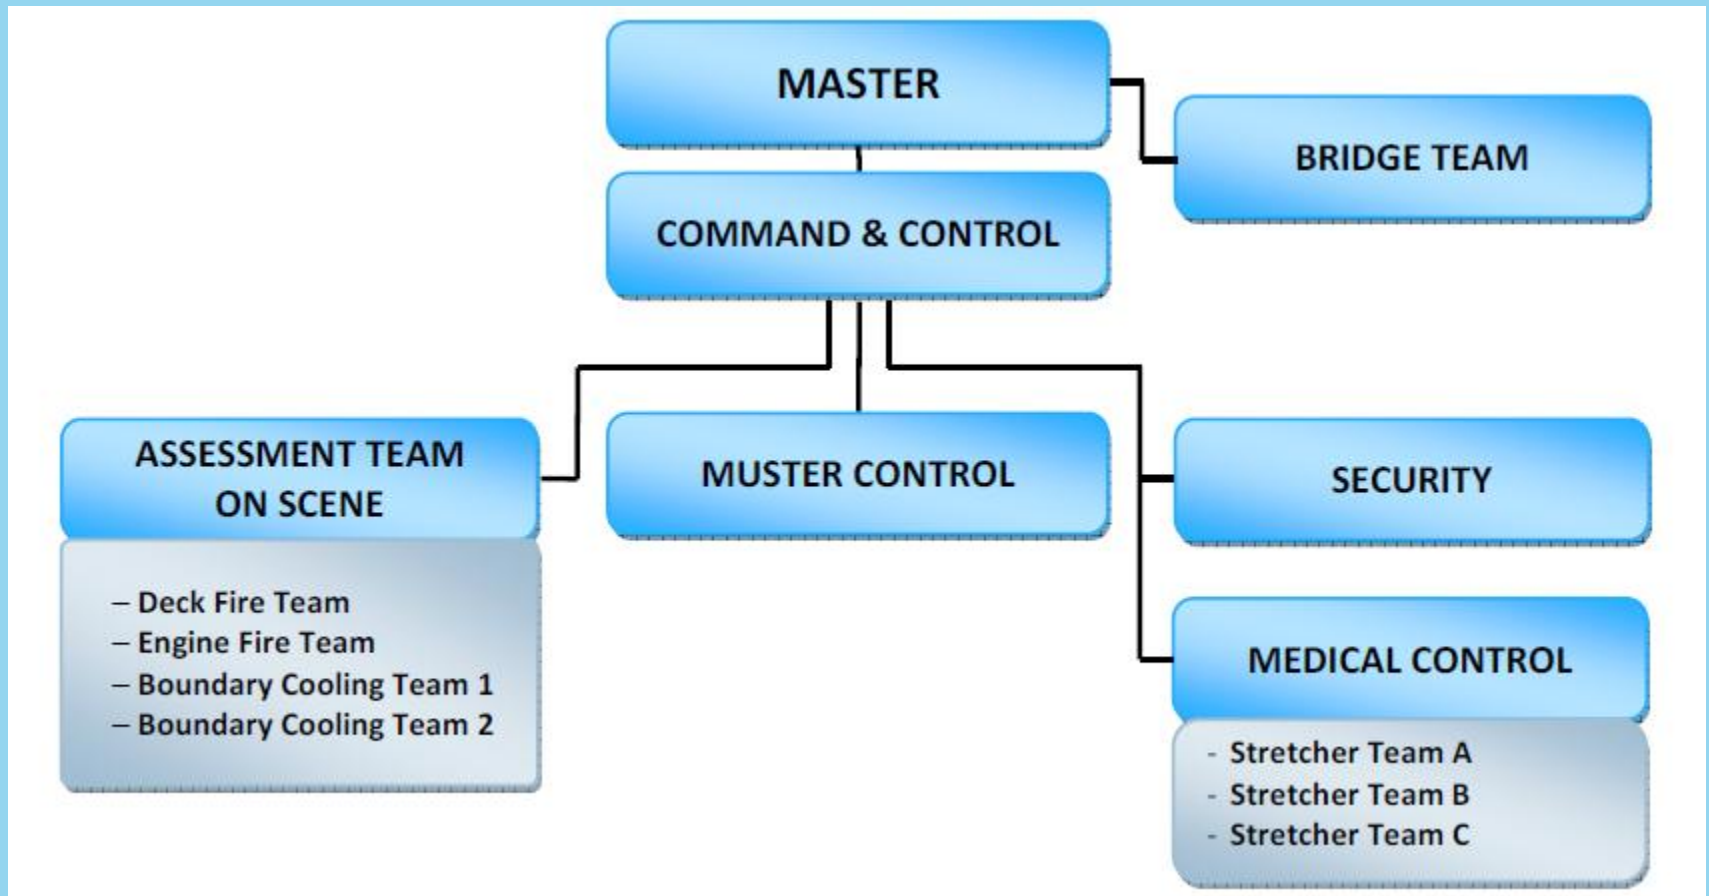 MASTER
BRIDGE TEAM
COMMAND & CONTROL
ASSESSMENT TEAM
ON SCENE
– Deck Fire Team
– Engine Fire Team
– Boundary Cooling Team 1
– Boundary Cooling Team 2
MUSTER CONTROL
SECURITY
MEDICAL CONTROL
- Stretcher Team A
- Stretcher Team B
- Stretcher Team C